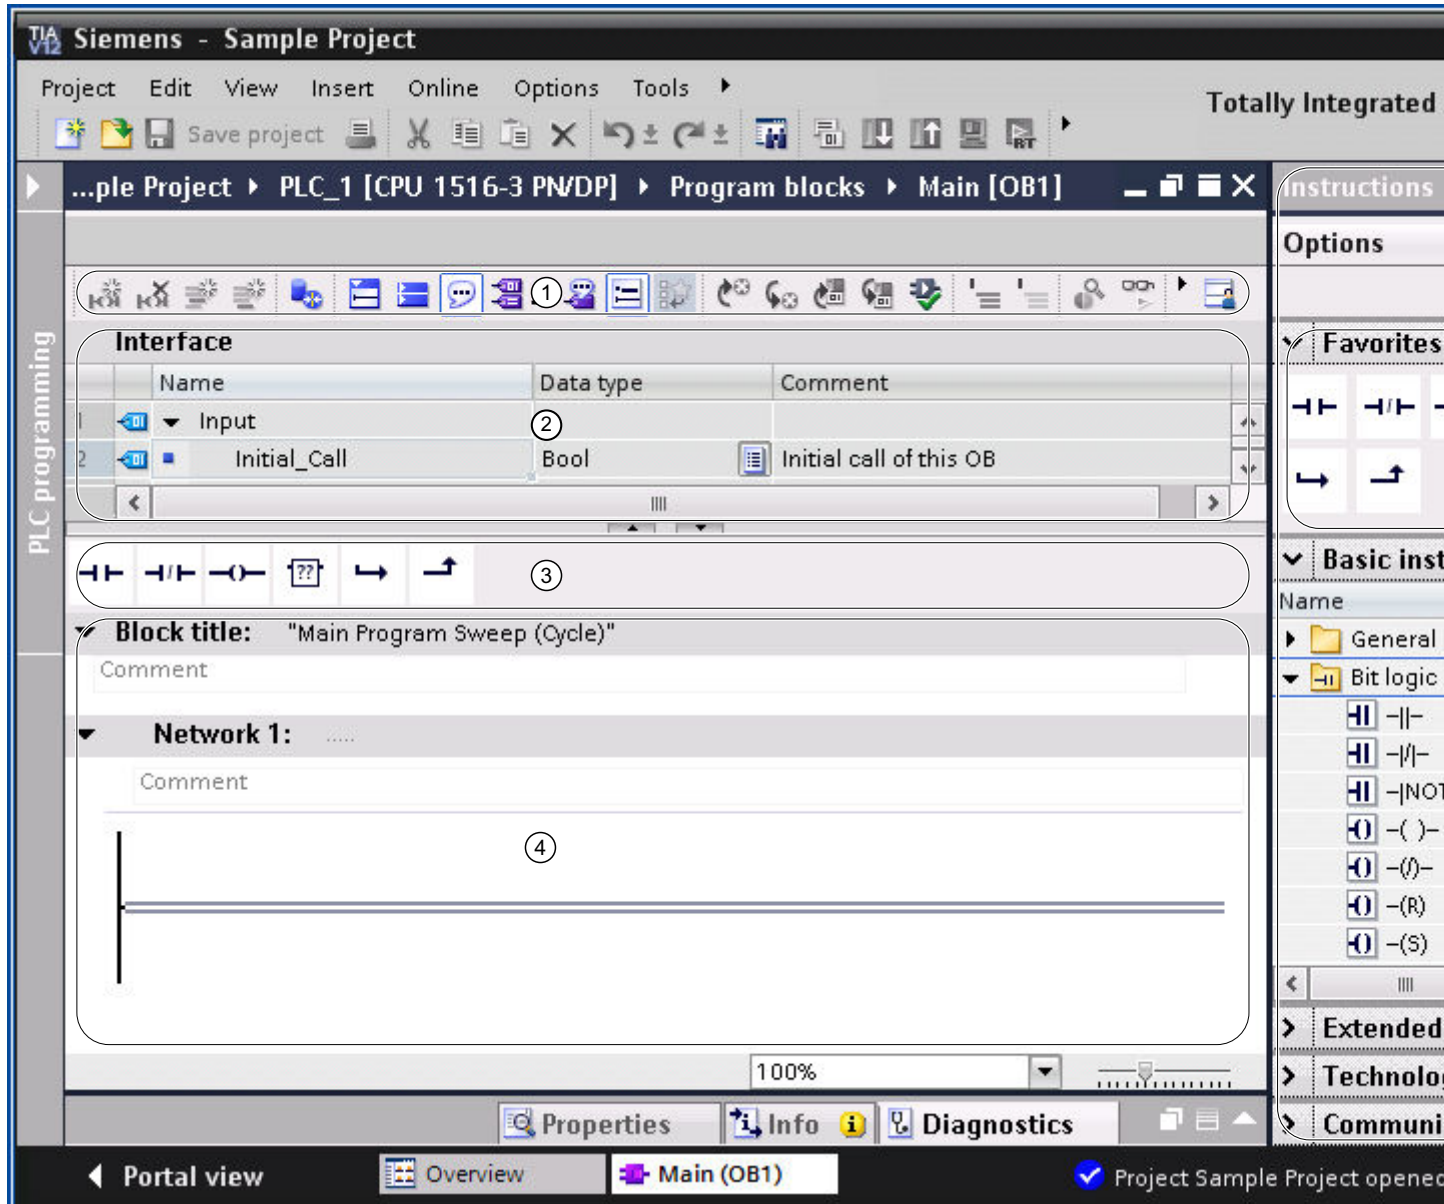 TIA V12 Siemens - Sample Project
Project Edit View Insert Online Options Tools
Totally Integrated
Save project
...ple Project PLC_1 [CPU 1516-3 PN/DP] Program blocks Main [OB1]
Instructions
Options
1
PLC programming
Interface
Name Data type Comment
1 Input
2
2 Initial_Call Bool Initial call of this OB
Favorites
3
??
Block title: "Main Program Sweep (Cycle)"
Comment
Network 1: .....
Comment
4
Basic inst
Name
General
Bit logic
-||-
-|/|-
-|NOT
-( )-
-(/)-
-(R)
-(S)
Extended
Technolog
Communi
100%
Properties Info Diagnostics
Portal view Overview Main (OB1) Project Sample Project opened